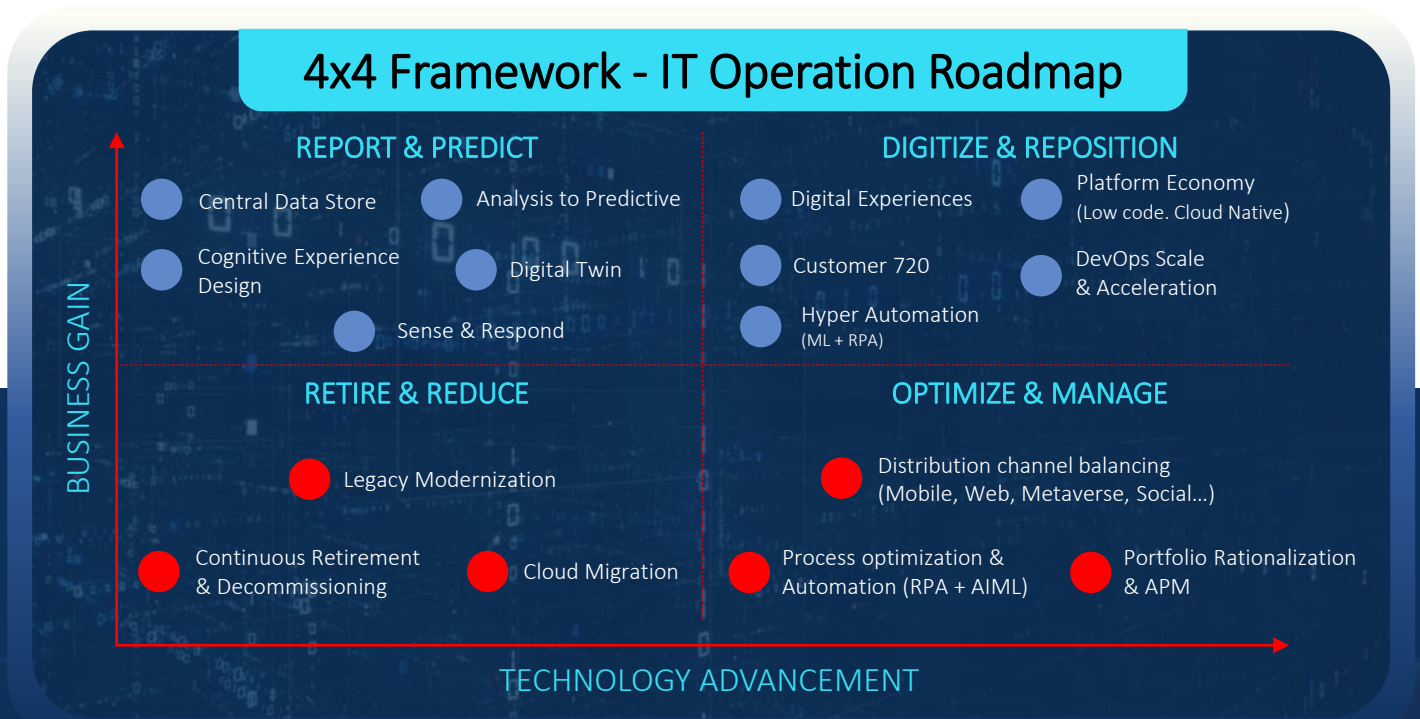 4x4 Framework - IT Operation Roadmap
REPORT & PREDICT
Central Data Store
Analysis to Predictive
Cognitive Experience
Design
Digital Twin
Sense & Respond
DIGITIZE & REPOSITION
Digital Experiences
Platform Economy
(Low code. Cloud Native)
Customer 720
DevOps Scale
& Acceleration
Hyper Automation
(ML + RPA)
RETIRE & REDUCE
Legacy Modernization
Continuous Retirement
& Decommissioning
Cloud Migration
OPTIMIZE & MANAGE
Distribution channel balancing
(Mobile, Web, Metaverse, Social...)
Process optimization &
Automation (RPA + AIML)
Portfolio Rationalization
& APM
BUSINESS GAIN
TECHNOLOGY ADVANCEMENT